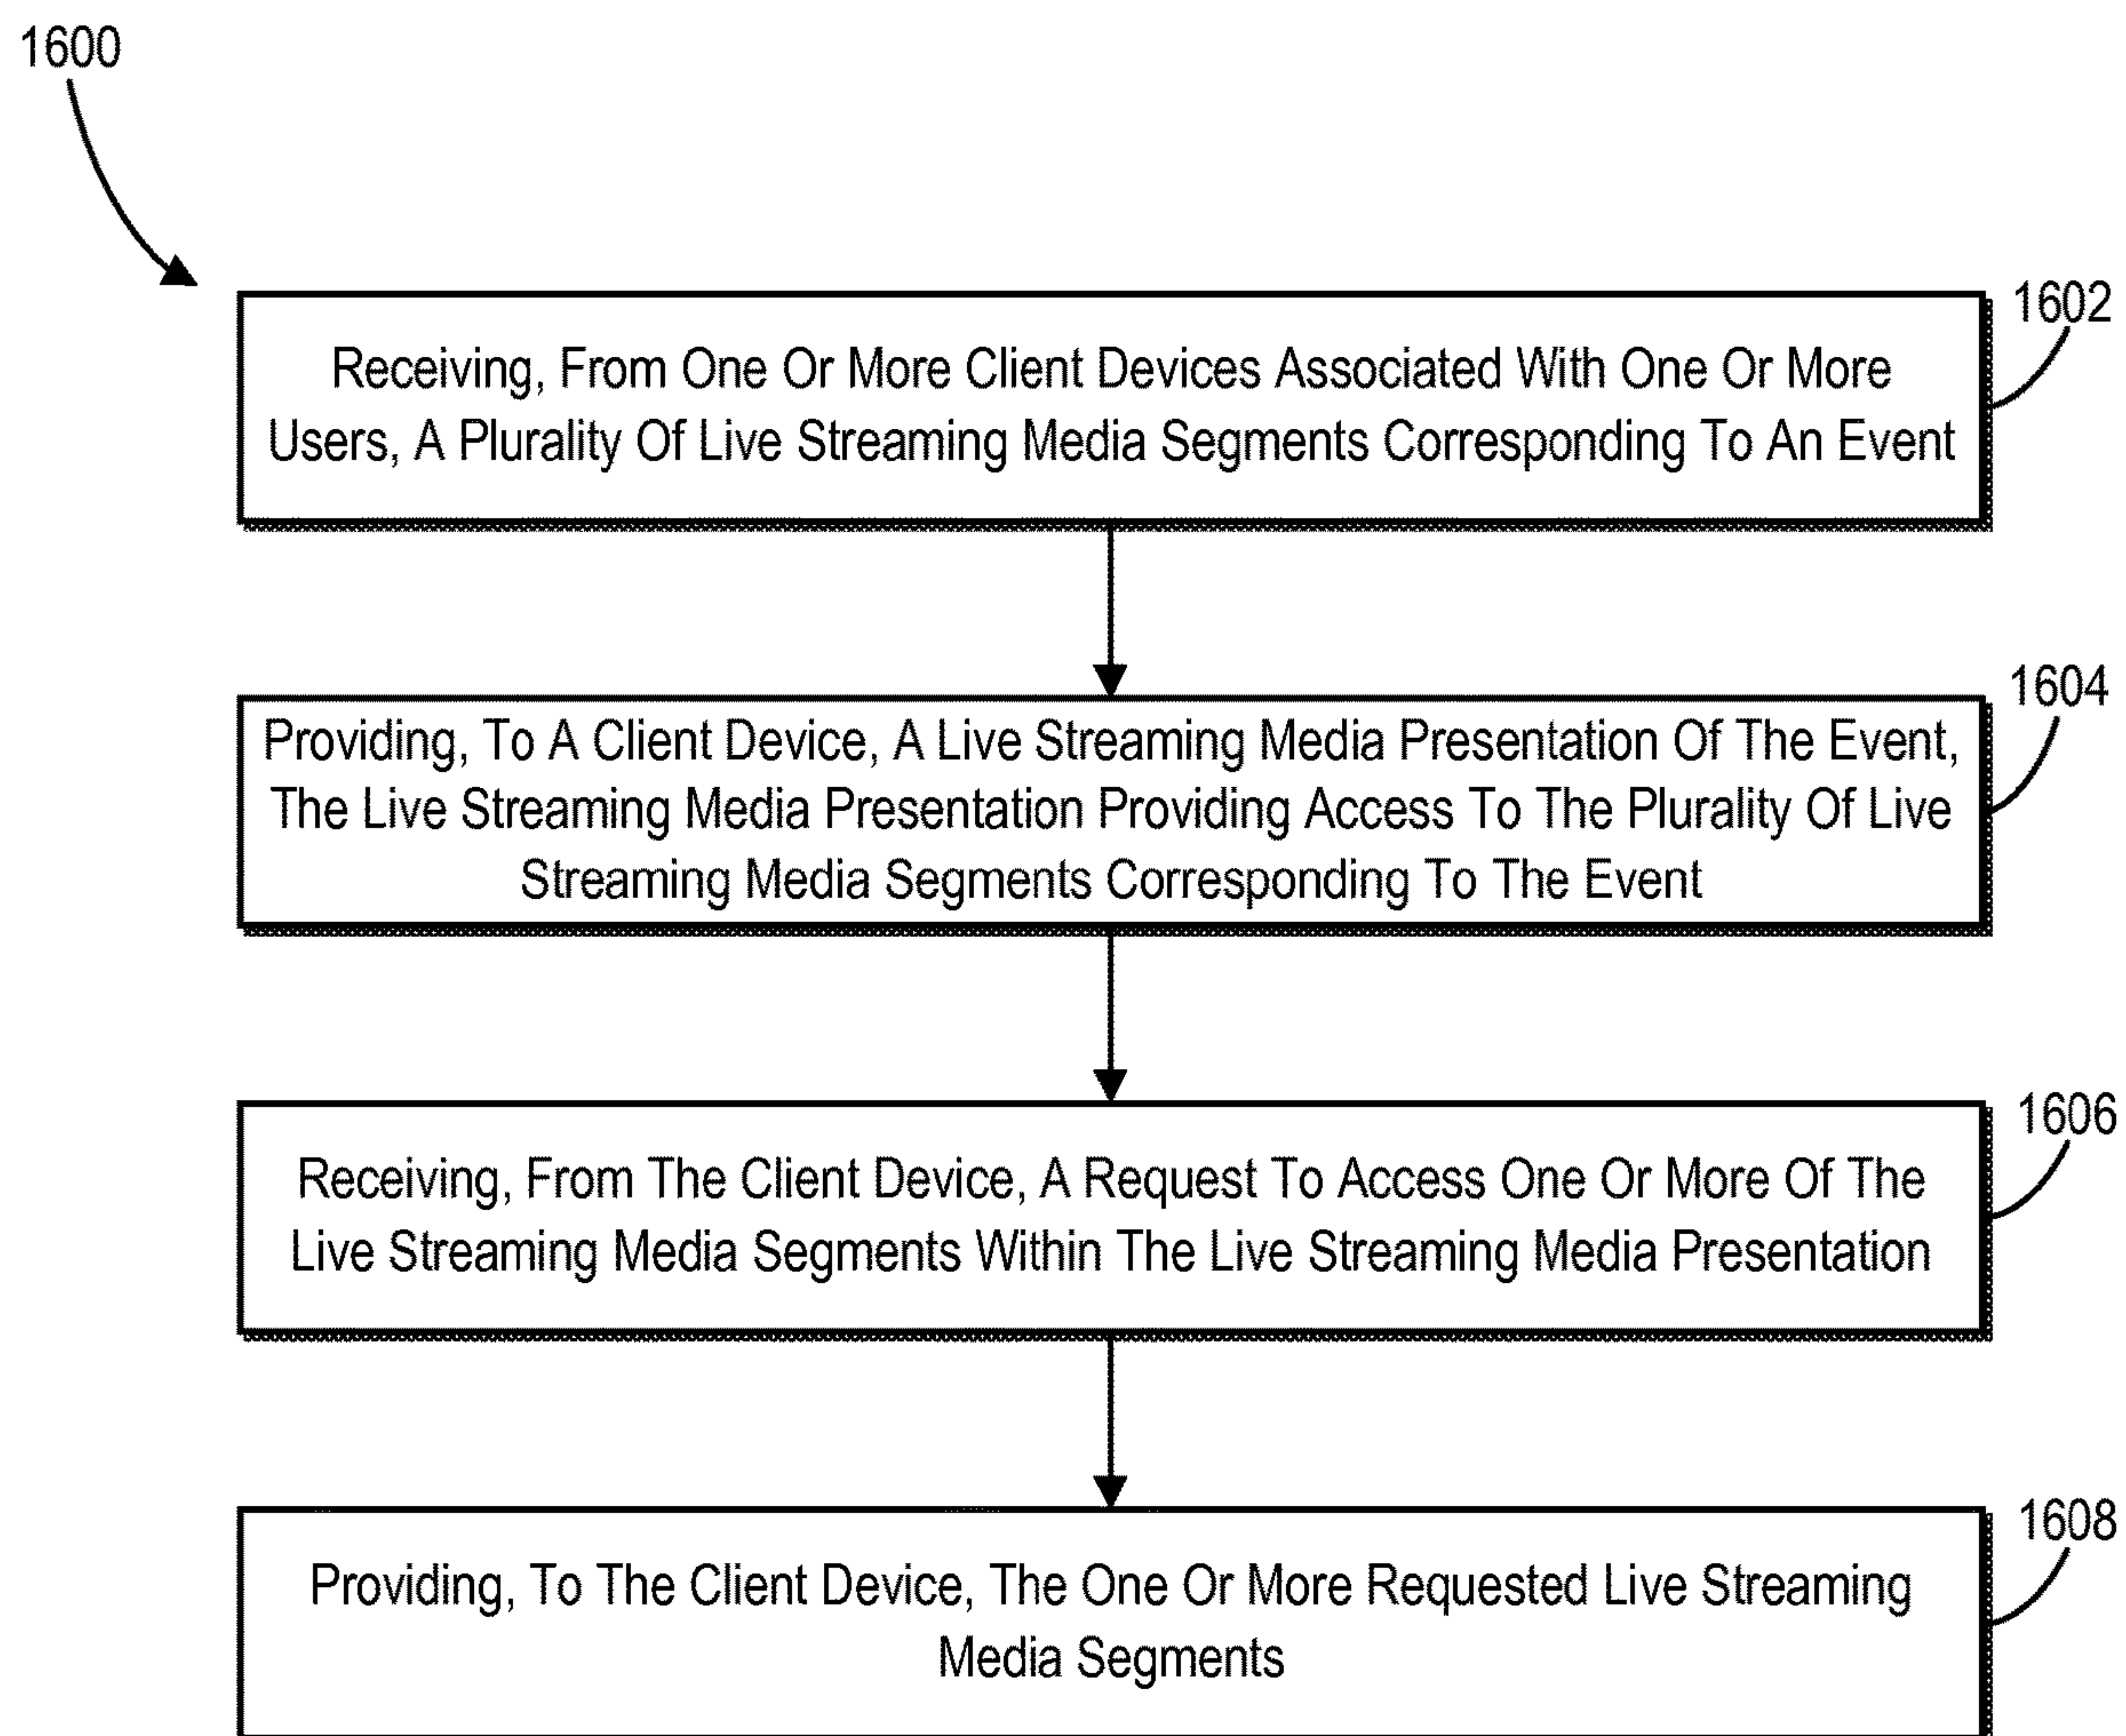 1600
1602
Receiving, From One Or More Client Devices Associated With One Or More
Users, A Plurality Of Live Streaming Media Segments Corresponding To An Event
1604
Providing, To A Client Device, A Live Streaming Media Presentation Of The Event,
The Live Streaming Media Presentation Providing Access To The Plurality Of Live
Streaming Media Segments Corresponding To The Event
1606
Receiving, From The Client Device, A Request To Access One Or More Of The
Live Streaming Media Segments Within The Live Streaming Media Presentation
1608
Providing, To The Client Device, The One Or More Requested Live Streaming
Media Segments